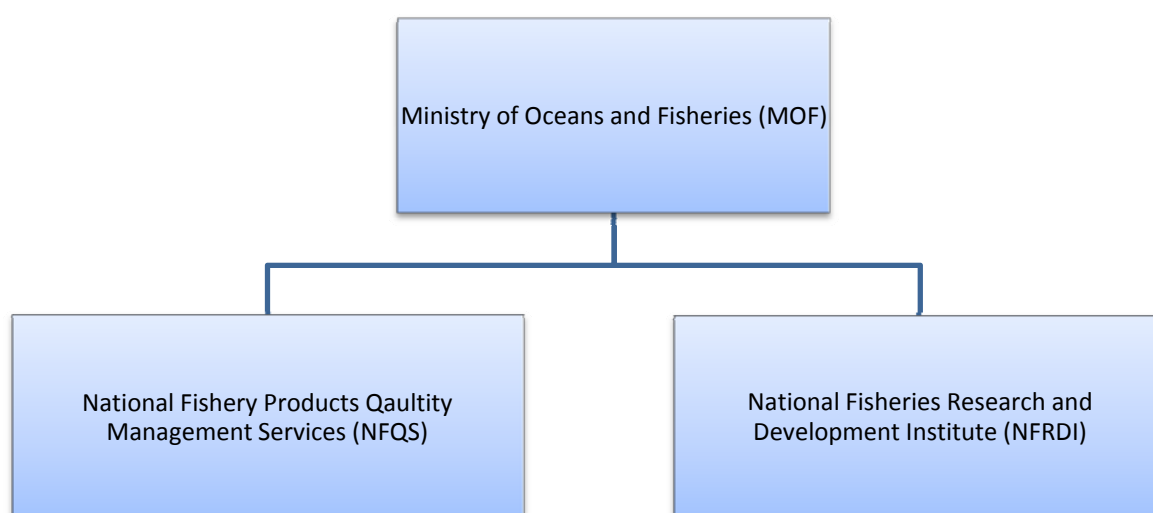 Ministry of Oceans and Fisheries (MOF)
National Fishery Products Qaultity
Management Services (NFQS)
National Fisheries Research and
Development Institute (NFRDI)